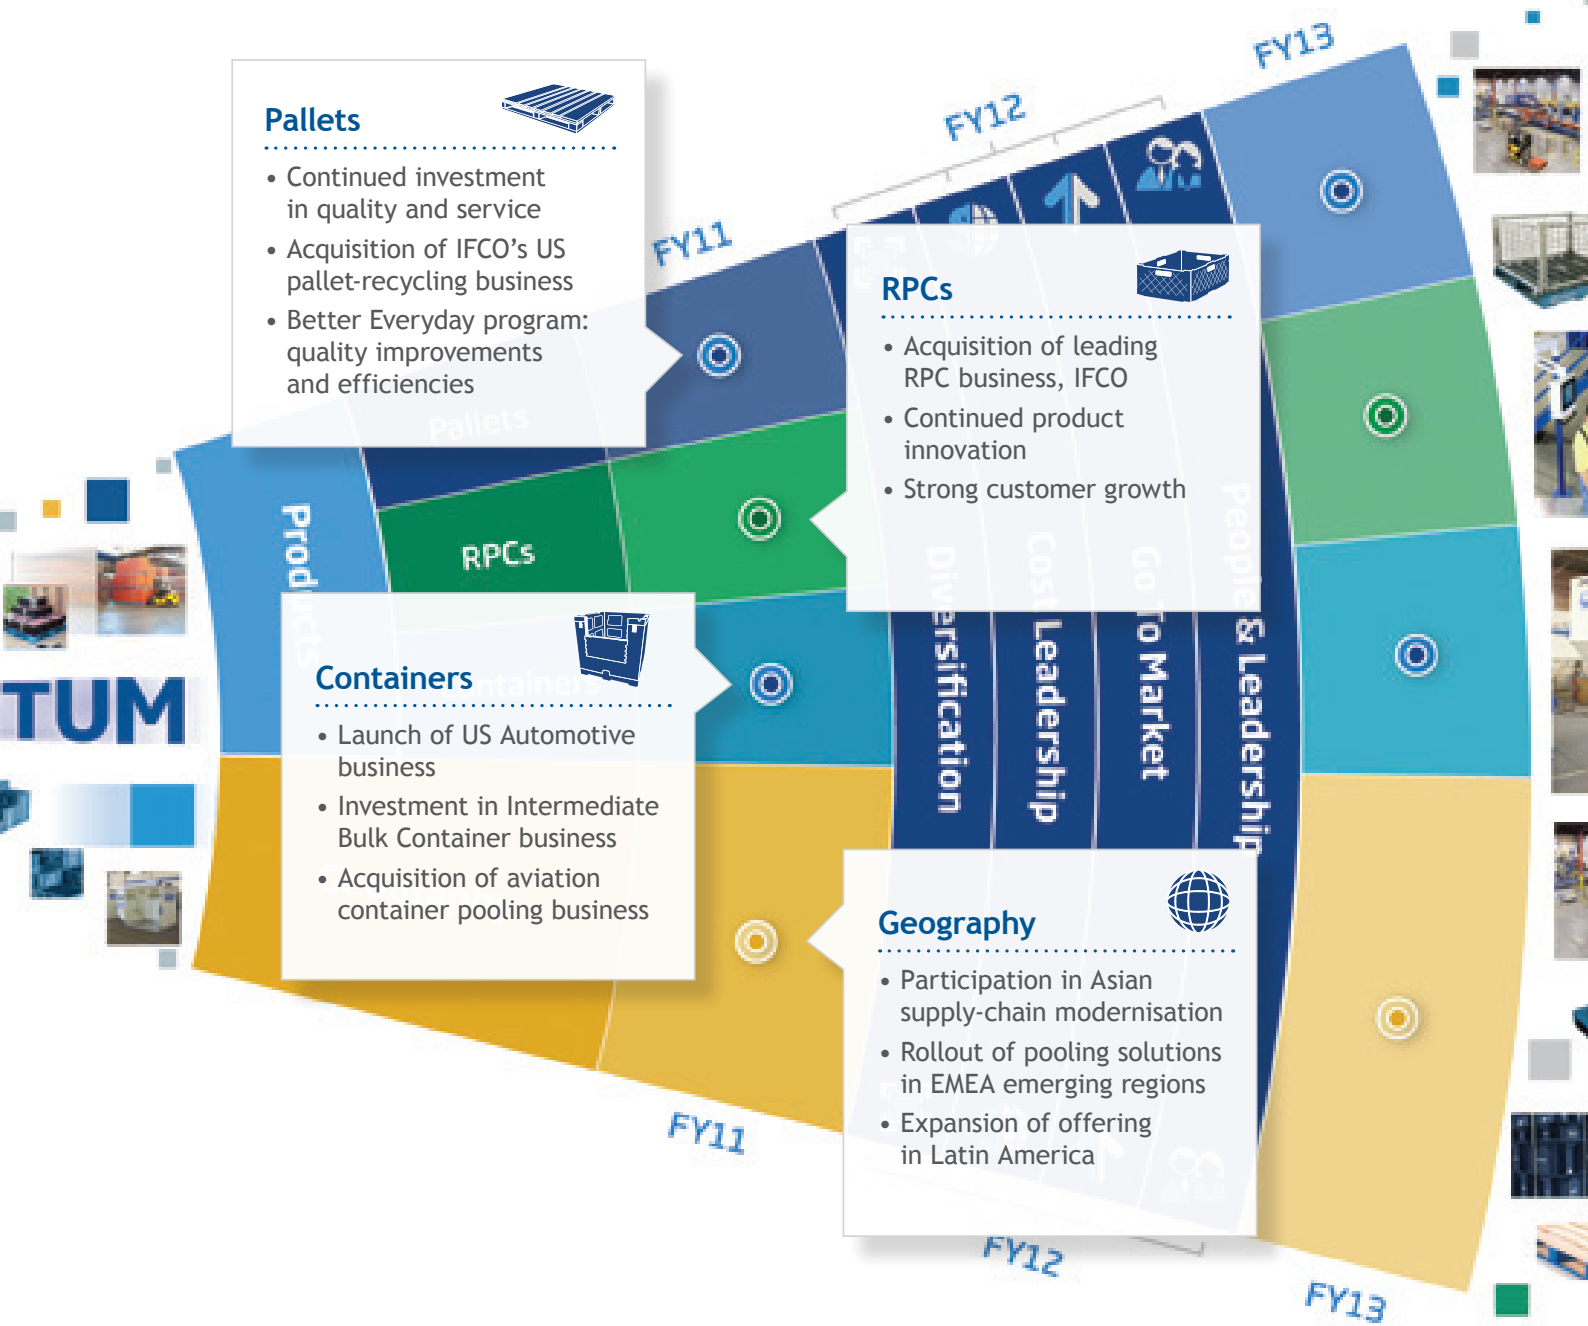 FY13
FY12
FY11
Pallets
• Continued investment
in quality and service
• Acquisition of IFCO’s US
pallet-recycling business
• Better Everyday program:
quality improvements
and efficiencies
Pallets
RPCs
• Acquisition of leading
RPC business, IFCO
• Continued product
innovation
• Strong customer growth
Products
RPCs
Containers
Containers
• Launch of US Automotive
business
• Investment in Intermediate
Bulk Container business
• Acquisition of aviation
container pooling business
TUM
Diversification
Cost Leadership
Go To Market
People & Leadership
Geography
• Participation in Asian
supply-chain modernisation
• Rollout of pooling solutions
in EMEA emerging regions
• Expansion of offering
in Latin America
FY11
FY12
FY13